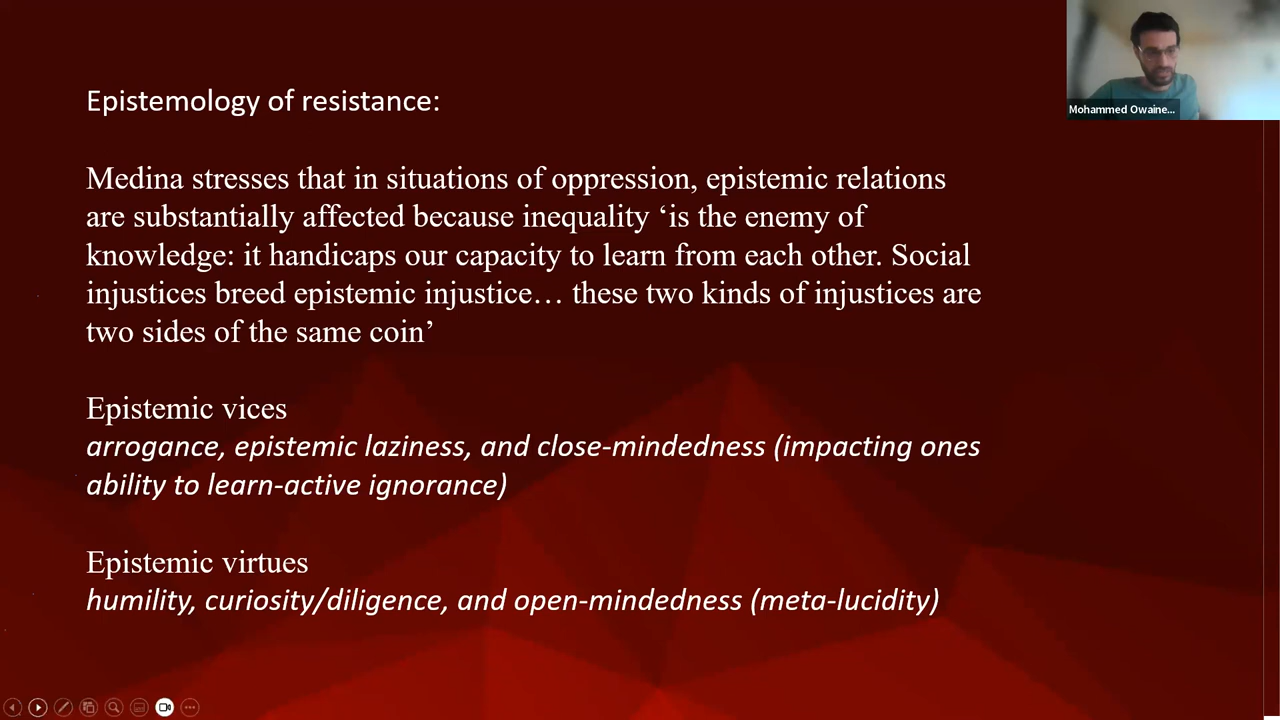 Epistemology of resistance:
Medina stresses that in situations of oppression, epistemic relations
are substantially affected because inequality ‘is the enemy of
knowledge: it handicaps our capacity to learn from each other. Social
injustices breed epistemic injustice… these two kinds of injustices are
two sides of the same coin’
Epistemic vices
arrogance, epistemic laziness, and close-mindedness (impacting ones
ability to learn-active ignorance)
Epistemic virtues
humility, curiosity/diligence, and open-mindedness (meta-lucidity)
Mohammed Owaine...